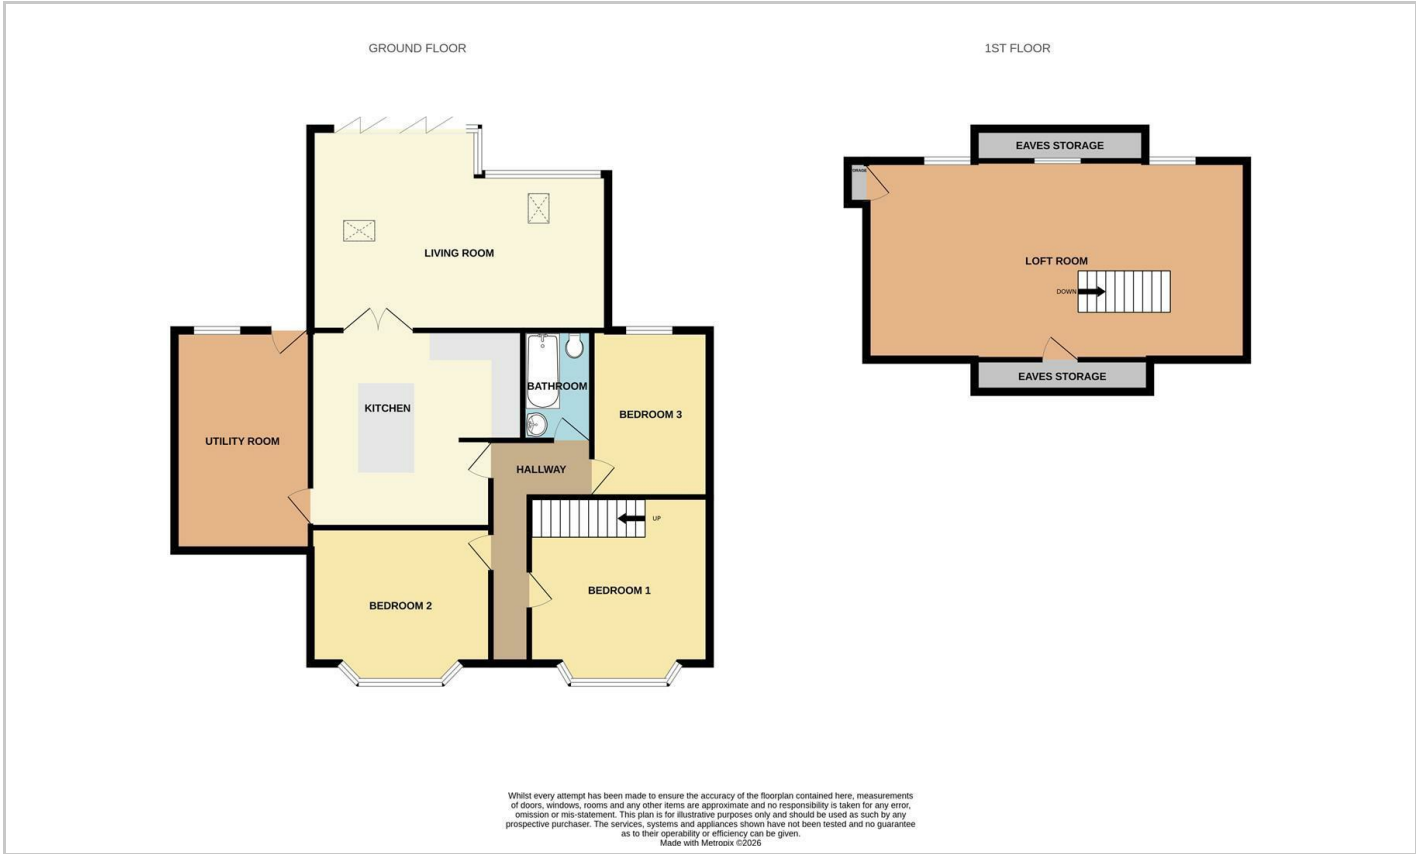 GROUND FLOOR
1ST FLOOR
EAVES STORAGE
LIVING ROOM
LOFT ROOM
DOWN
EAVES STORAGE
BATHROOM
KITCHEN
BEDROOM 3
UTILITY ROOM
HALLWAY
UP
BEDROOM 1
BEDROOM 2
Whilst every attempt has been made to ensure the accuracy of the floorplan contained here, measurements
of doors, windows, rooms and any other items are approximate and no responsibility is taken for any error,
omission or mis-statement. This plan is for illustrative purposes only and should be used as such by any
prospective purchaser. The services, systems and appliances shown have not been tested and no guarantee
as to their operability or efficiency can be given.
Made with Metropix ©2026